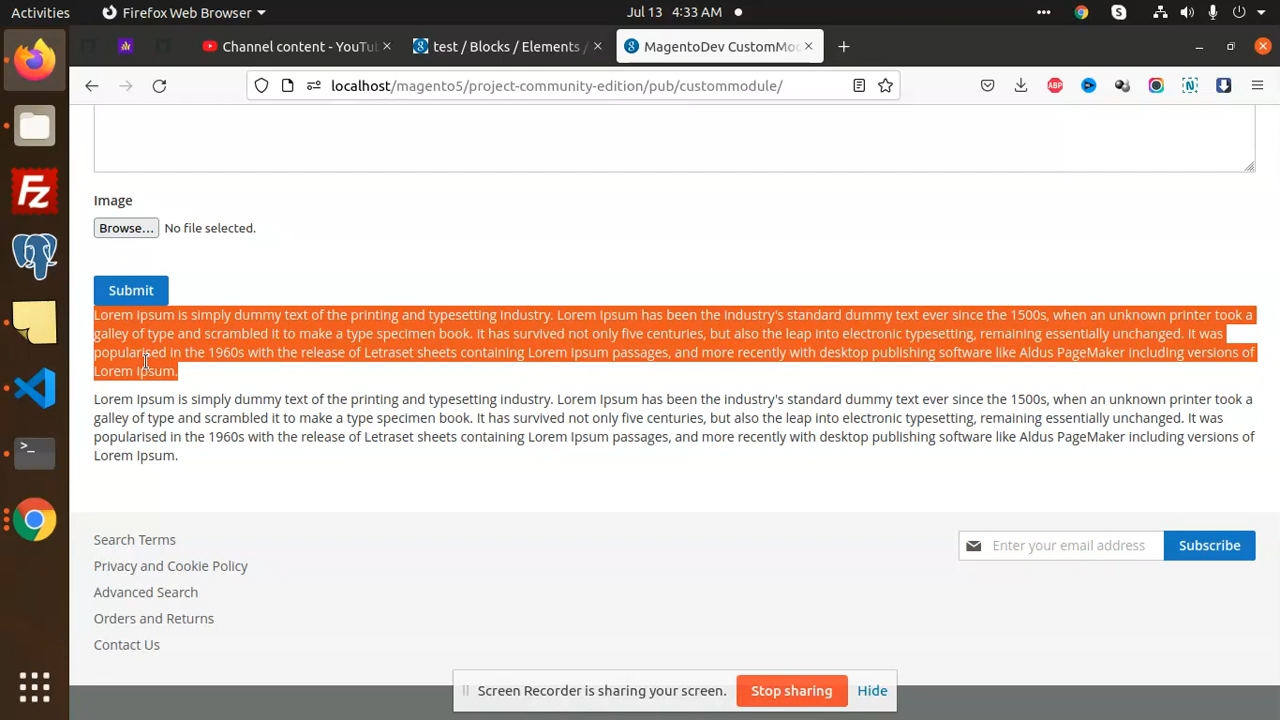 Activities
Firefox Web Browser
Jul 13 4:33 AM
Channel content - YouTu
test / Blocks / Elements /
MagentoDev CustomMo
localhost/magento5/project-community-edition/pub/custommodule/
ABP
N
S
Fz
>_
Image
Browse... No file selected.
Submit
Lorem Ipsum is simply dummy text of the printing and typesetting industry. Lorem Ipsum has been the industry's standard dummy text ever since the 1500s, when an unknown printer took a
galley of type and scrambled it to make a type specimen book. It has survived not only five centuries, but also the leap into electronic typesetting, remaining essentially unchanged. It was
popularised in the 1960s with the release of Letraset sheets containing Lorem Ipsum passages, and more recently with desktop publishing software like Aldus PageMaker including versions of
Lorem Ipsum.
Lorem Ipsum is simply dummy text of the printing and typesetting industry. Lorem Ipsum has been the industry's standard dummy text ever since the 1500s, when an unknown printer took a
galley of type and scrambled it to make a type specimen book. It has survived not only five centuries, but also the leap into electronic typesetting, remaining essentially unchanged. It was
popularised in the 1960s with the release of Letraset sheets containing Lorem Ipsum passages, and more recently with desktop publishing software like Aldus PageMaker including versions of
Lorem Ipsum.
Search Terms
Privacy and Cookie Policy
Advanced Search
Orders and Returns
Contact Us
Enter your email address
Subscribe
Screen Recorder is sharing your screen.
Stop sharing
Hide